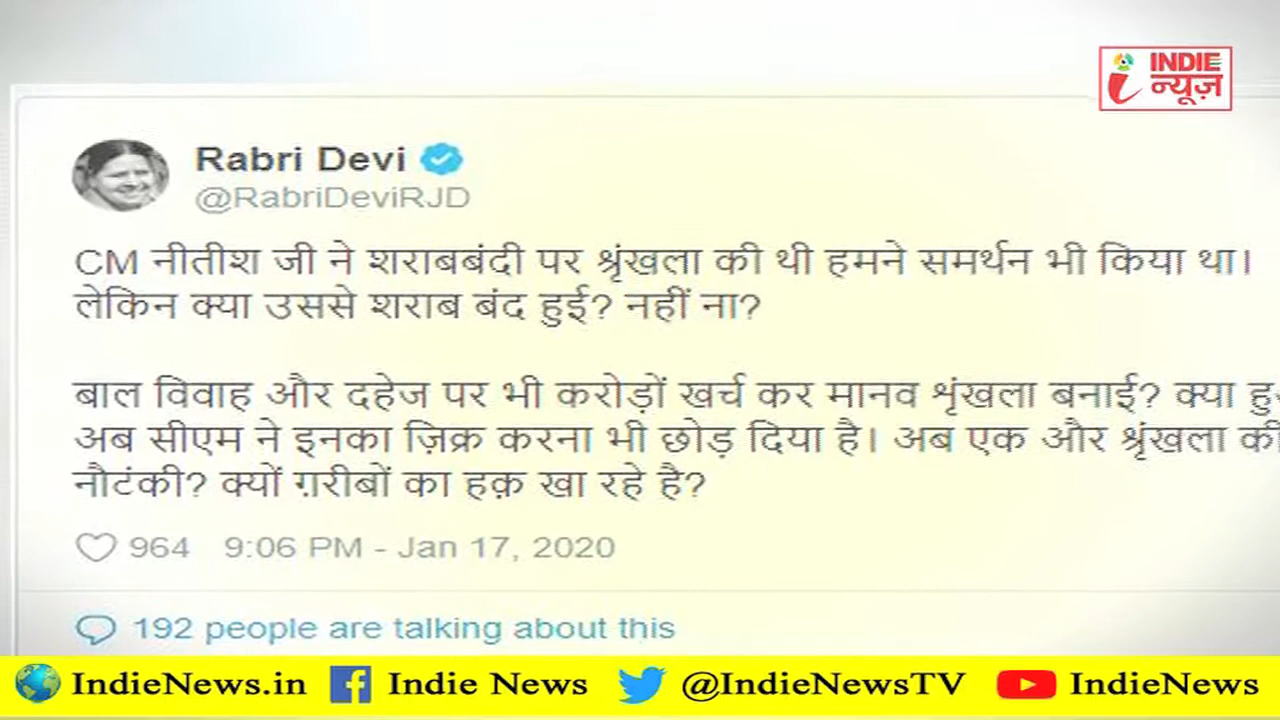 INDIE
न्यूज़
Rabri Devi
@RabriDeviRJD
CM नीतीश जी ने शराबबंदी पर श्रृंखला की थी हमने समर्थन भी किया था।
लेकिन क्या उससे शराब बंद हुई? नहीं ना?
बाल विवाह और दहेज पर भी करोड़ों खर्च कर मानव शृंखला बनाई? क्या
अब सीएम ने इनका ज़िक्र करना भी छोड़ दिया है। अब एक और श्रृंखला की
नौटंकी? क्यों ग़रीबों का हक़ खा रहे है?
964 9:06 PM - Jan 17, 2020
192 people are talking about this
IndieNews.in Indie News @IndieNewsTV IndieNews